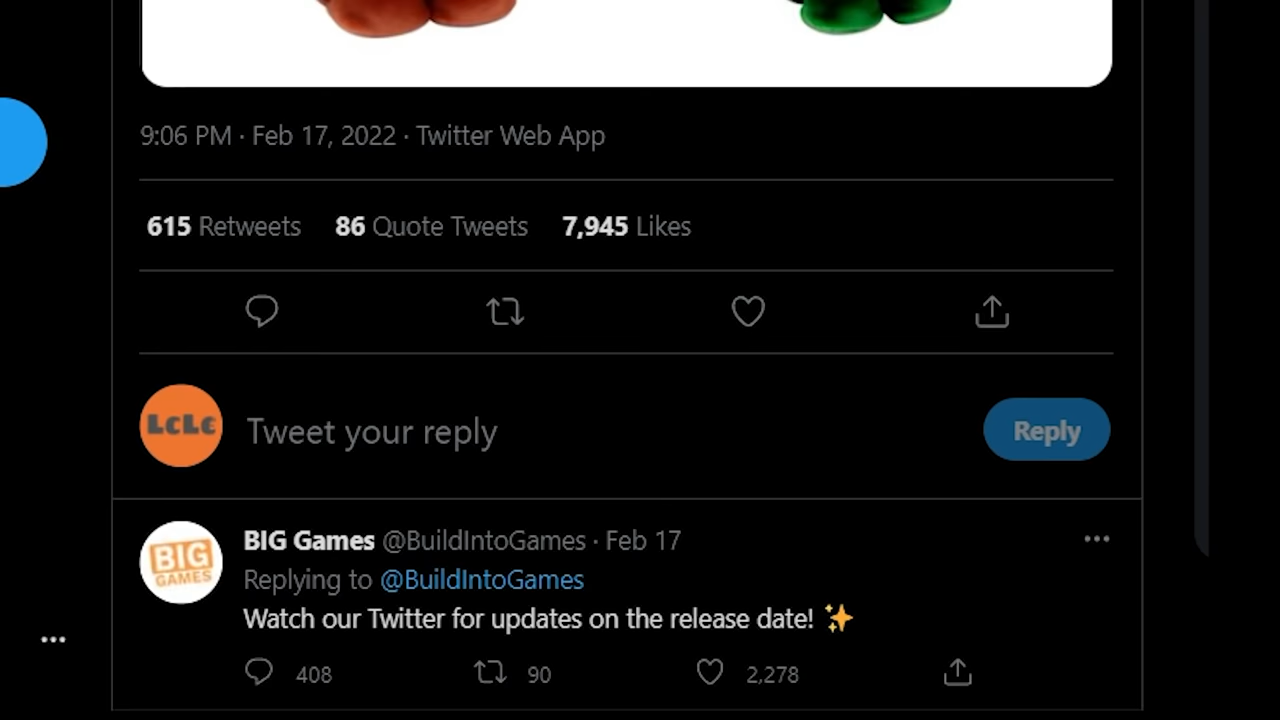 9:06 PM · Feb 17, 2022 · Twitter Web App
615 Retweets 86 Quote Tweets 7,945 Likes
LcLc Tweet your reply Reply
BIG Games @BuildIntoGames · Feb 17
BIG
GAMES
Replying to @BuildIntoGames
Watch our Twitter for updates on the release date! ✨
408 90 2,278